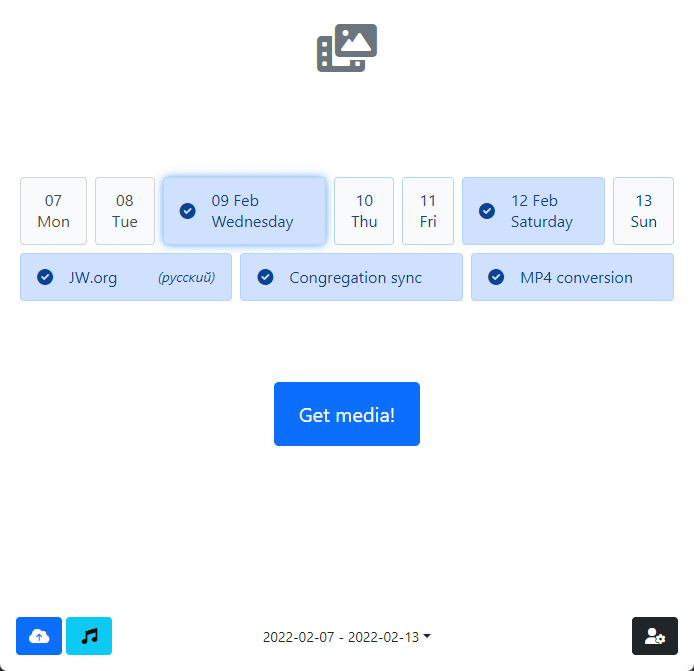 07
Mon
08
Tue
09 Feb
Wednesday
10
Thu
11
Fri
12 Feb
Saturday
13
Sun
JW.org (русский)
Congregation sync
MP4 conversion
Get media!
2022-02-07 - 2022-02-13